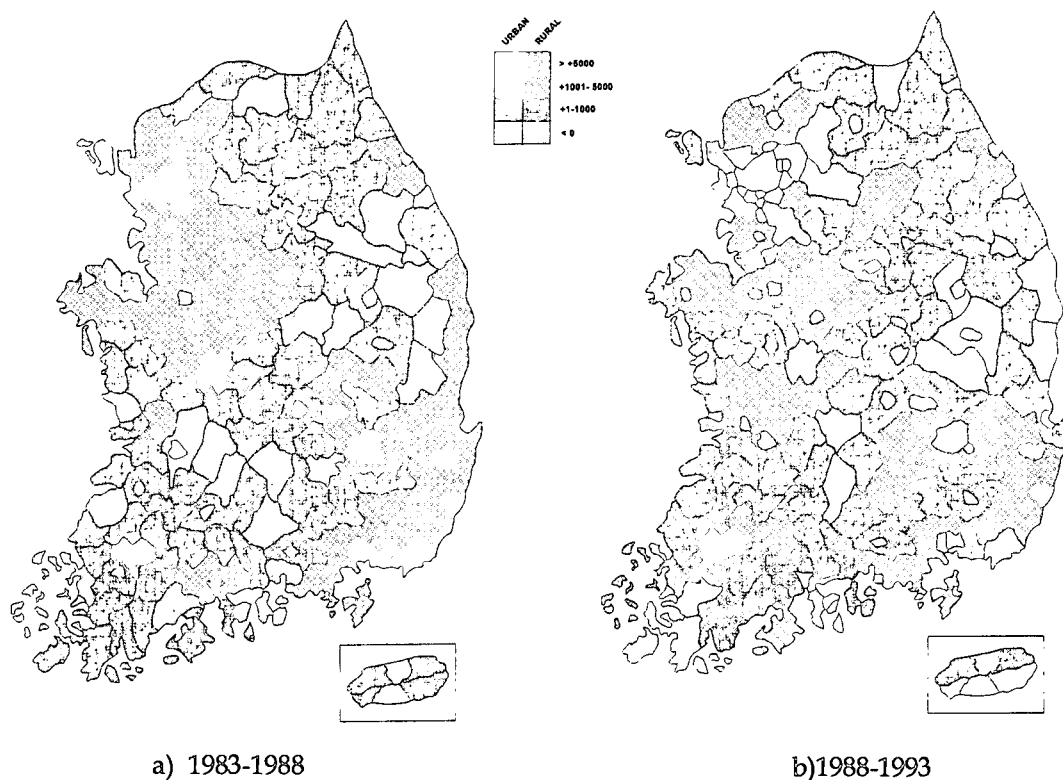 URBAN RURAL
> +5000
+1001- 5000
+1-1000
< 0
a) 1983-1988
b)1988-1993